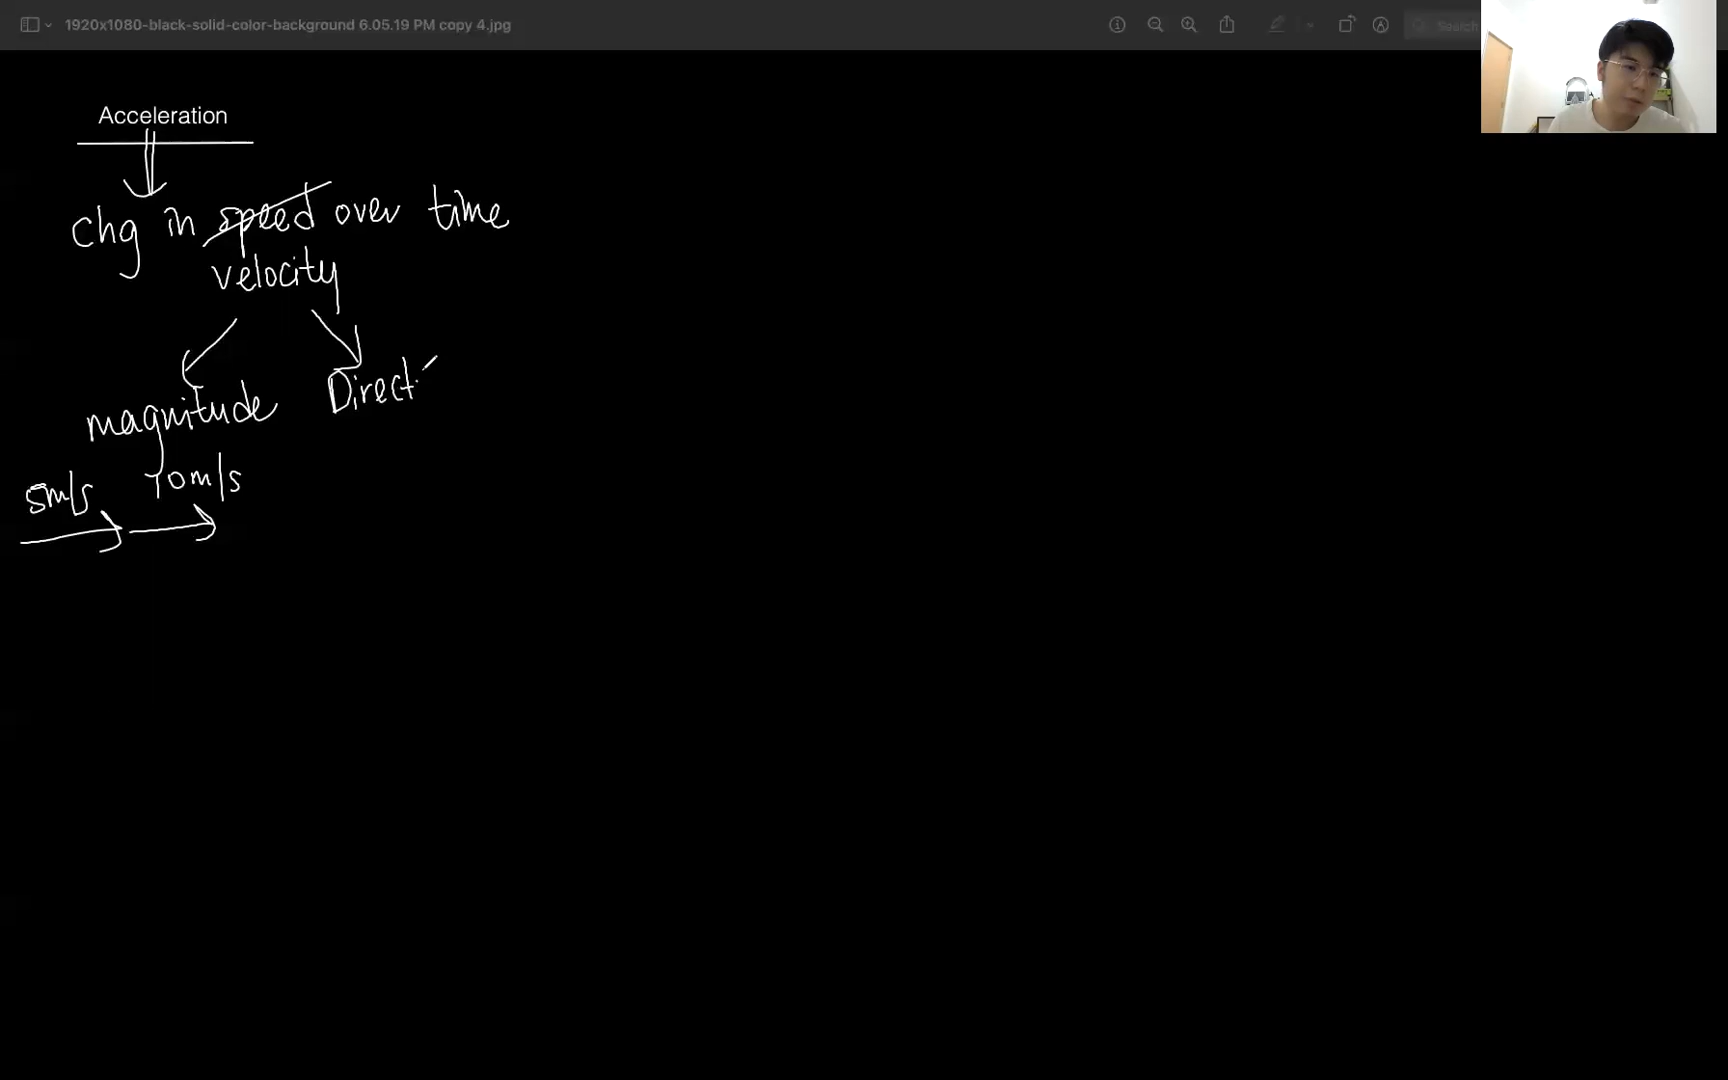 1920x1080-black-solid-color-background 6.05.19 PM copy 4.jpg
Search
Acceleration
chg in speed over time
velocity
magnitude Direct
5m/s 10m/s